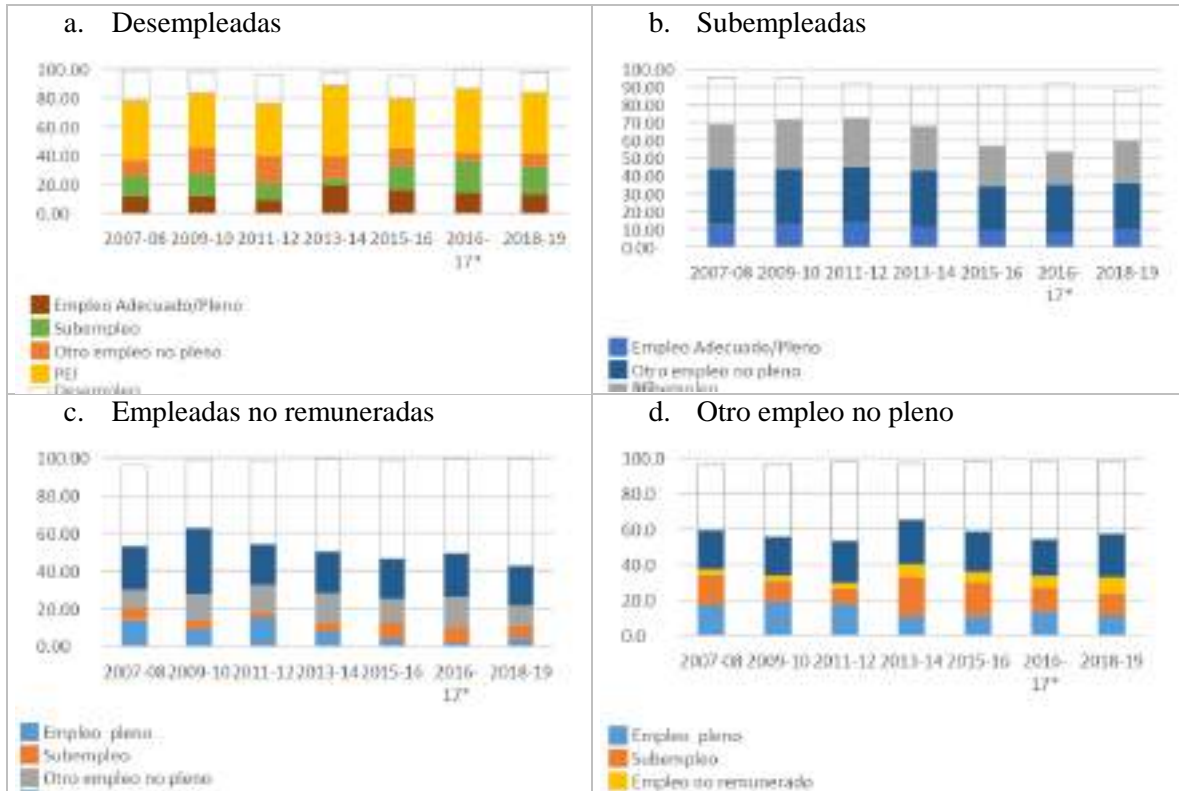 a. Desempleadas
100.00
80.00
60.00
40.00
20.00
0.00
2007-08 2009-10 2011-12 2013-14 2015-16 2016-17* 2018-19
Empleo Adecuado/Pleno
Subempleo
Otro empleo no pleno
PEI
Desempleo
b. Subempleadas
100.00
90.00
80.00
70.00
60.00
50.00
40.00
30.00
20.00
10.00
0.00
2007-08 2009-10 2011-12 2013-14 2015-16 2016-17* 2018-19
Empleo Adecuado/Pleno
Otro empleo no pleno
c. Empleadas no remuneradas
100.00
80.00
60.00
40.00
20.00
0.00
2007-08 2009-10 2011-12 2013-14 2015-16 2016-17* 2018-19
Empleo pleno
Subempleo
Otro empleo no pleno
d. Otro empleo no pleno
100.0
80.0
60.0
40.0
20.0
0.0
2007-08 2009-10 2011-12 2013-14 2015-16 2016-17* 2018-19
Empleo pleno
Subempleo
Empleo no remunerado